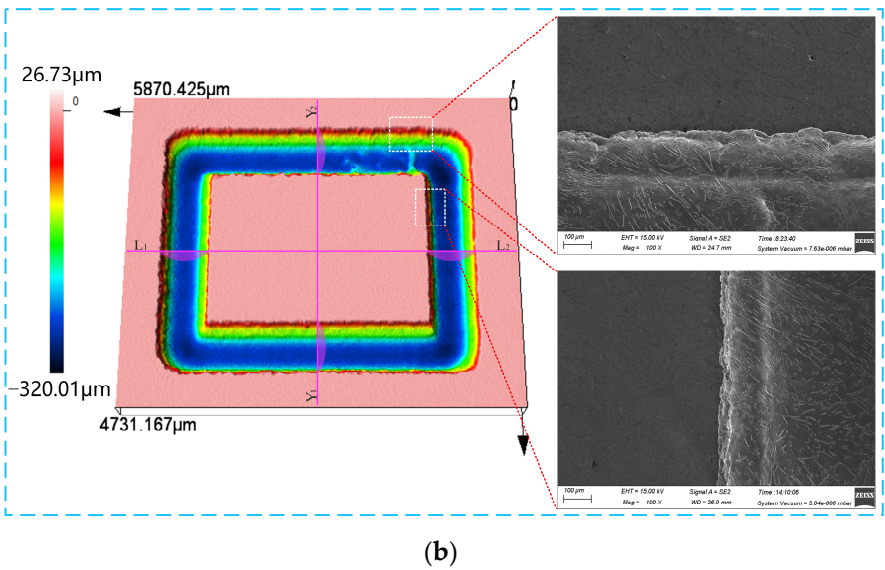 26.73μm
0
−320.01μm
5870.425μm
0
Y2
L1
L2
Y1
4731.167μm
100 μm
EHT = 15.00 kV
Signal A = SE2
Time :8:23:40
Mag = 100 X
WD = 24.7 mm
System Vacuum = 7.63e-006 mbar
ZEISS
100 μm
EHT = 15.00 kV
Signal A = SE2
Time :14:10:06
Mag = 100 X
WD = 26.9 mm
System Vacuum = 5.04e-006 mbar
ZEISS
(b)